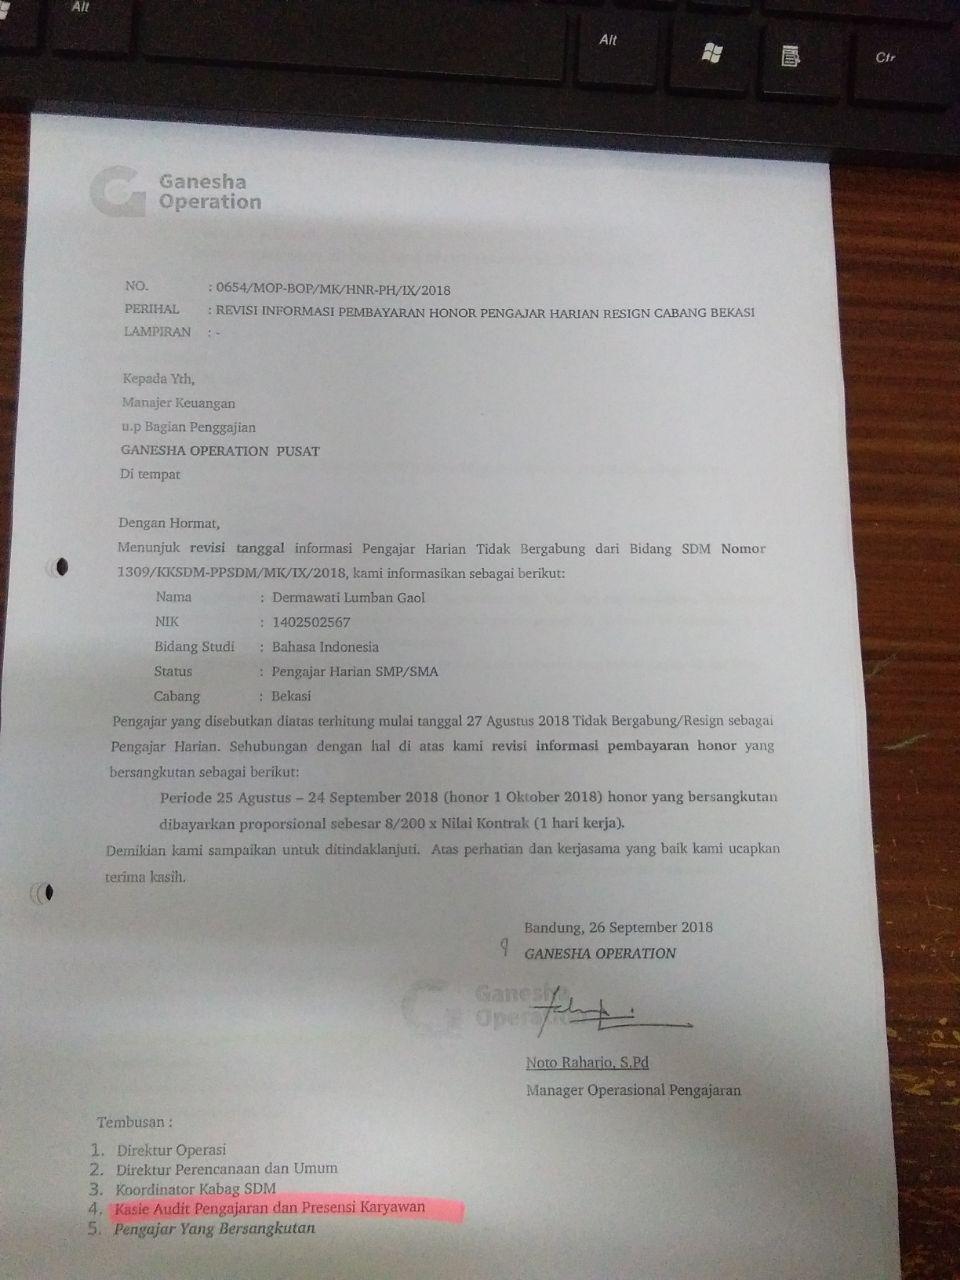 Alt
Alt
Ctr
Ganesha
Operation
NO. : 0654/MOP-BOP/MK/HNR-PH/IX/2018
PERIHAL : REVISI INFORMASI PEMBAYARAN HONOR PENGAJAR HARIAN RESIGN CABANG BEKASI
LAMPIRAN : -
Kepada Yth,
Manajer Keuangan
u.p Bagian Penggajian
GANESHA OPERATION PUSAT
Di tempat
Dengan Hormat,
Menunjuk revisi tanggal informasi Pengajar Harian Tidak Bergabung dari Bidang SDM Nomor
1309/KKSDM-PPSDM/MK/IX/2018, kami informasikan sebagai berikut:
Nama : Dermawati Lumban Gaol
NIK : 1402502567
Bidang Studi : Bahasa Indonesia
Status : Pengajar Harian SMP/SMA
Cabang : Bekasi
Pengajar yang disebutkan diatas terhitung mulai tanggal 27 Agustus 2018 Tidak Bergabung/Resign sebagai
Pengajar Harian. Sehubungan dengan hal di atas kami revisi informasi pembayaran honor yang
bersangkutan sebagai berikut:
Periode 25 Agustus – 24 September 2018 (honor 1 Oktober 2018) honor yang bersangkutan
dibayarkan proporsional sebesar 8/200 x Nilai Kontrak (1 hari kerja).
Demikian kami sampaikan untuk ditindaklanjuti. Atas perhatian dan kerjasama yang baik kami ucapkan
terima kasih.
Bandung, 26 September 2018
GANESHA OPERATION
Ganesha
Operation
Noto Raharjo, S.Pd
Manager Operasional Pengajaran
Tembusan :
1. Direktur Operasi
2. Direktur Perencanaan dan Umum
3. Koordinator Kabag SDM
4. Kasie Audit Pengajaran dan Presensi Karyawan
5. Pengajar Yang Bersangkutan